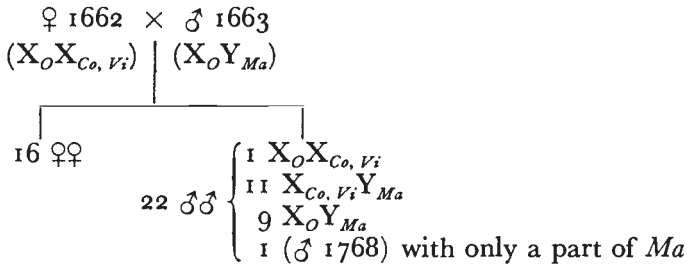 ♀ 1662 × ♂ 1663
(X_O X_Co, Vi) (X_O Y_Ma)
16 ♀♀
22 ♂♂
1 X_O X_Co, Vi
11 X_Co, Vi Y_Ma
9 X_O Y_Ma
1 (♂ 1768) with only a part of Ma